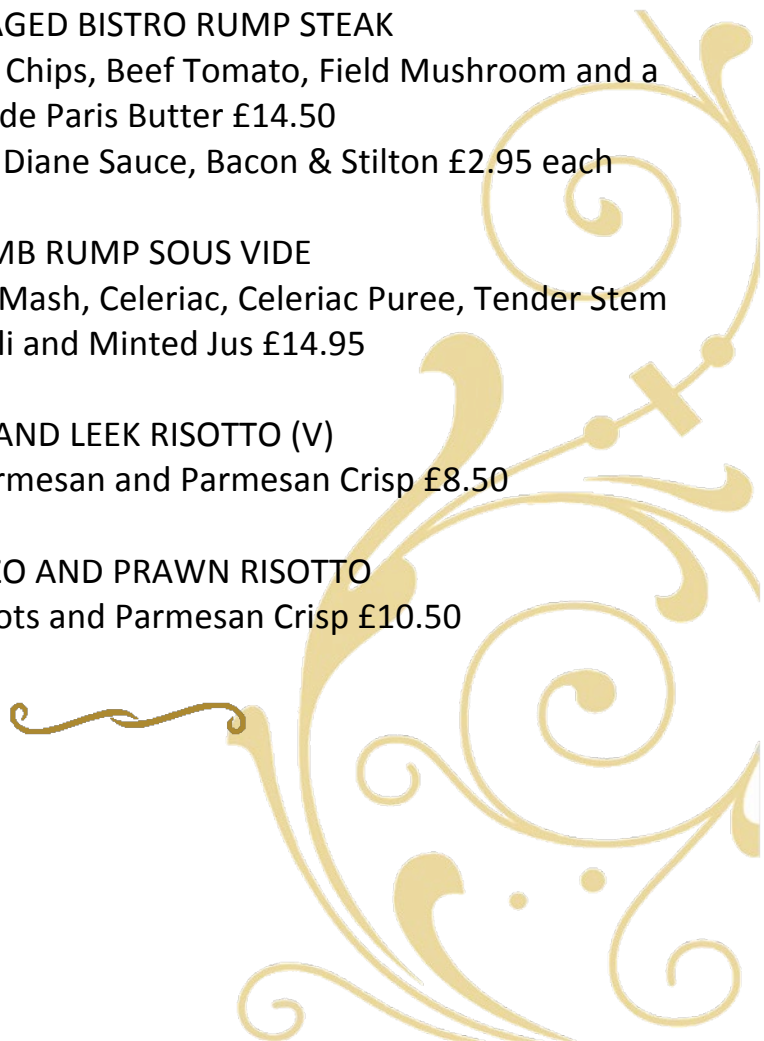 AGED BISTRO RUMP STEAK
Chips, Beef Tomato, Field Mushroom and a
de Paris Butter £14.50
Diane Sauce, Bacon & Stilton £2.95 each
MB RUMP SOUS VIDE
Mash, Celeriac, Celeriac Puree, Tender Stem
li and Minted Jus £14.95
AND LEEK RISOTTO (V)
rmesan and Parmesan Crisp £8.50
ZO AND PRAWN RISOTTO
ots and Parmesan Crisp £10.50